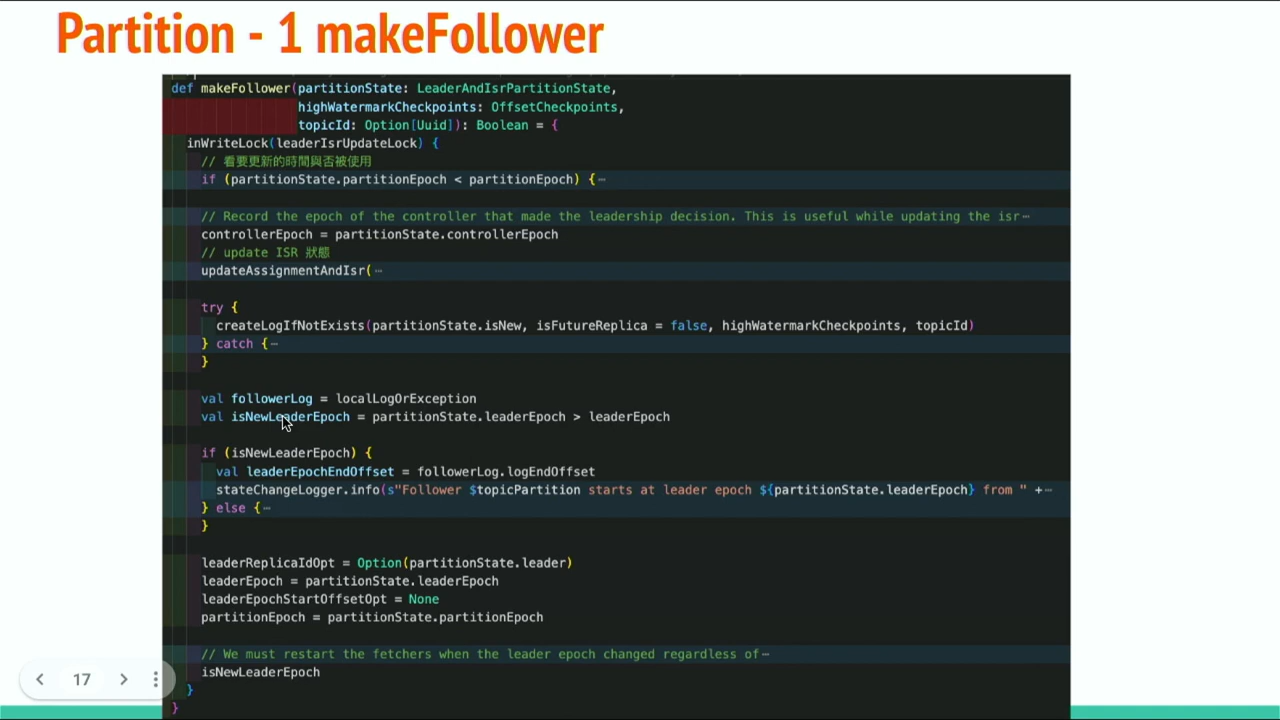 Partition - 1 makeFollower
def makeFollower(partitionState: LeaderAndIsrPartitionState,
highWatermarkCheckpoints: OffsetCheckpoints,
topicId: Option[Uuid]): Boolean = {
inWriteLock(leaderIsrUpdateLock) {
// 看要更新的時間與否被使用
if (partitionState.partitionEpoch < partitionEpoch) {⋯
// Record the epoch of the controller that made the leadership decision. This is useful while updating the isr⋯
controllerEpoch = partitionState.controllerEpoch
// update ISR 狀態
updateAssignmentAndIsr(⋯
try {
createLogIfNotExists(partitionState.isNew, isFutureReplica = false, highWatermarkCheckpoints, topicId)
} catch {⋯
}
val followerLog = localLogOrException
val isNewLeaderEpoch = partitionState.leaderEpoch > leaderEpoch
if (isNewLeaderEpoch) {
val leaderEpochEndOffset = followerLog.logEndOffset
stateChangeLogger.info(s"Follower $topicPartition starts at leader epoch ${partitionState.leaderEpoch} from " +⋯
} else {⋯
}
leaderReplicaIdOpt = Option(partitionState.leader)
leaderEpoch = partitionState.leaderEpoch
leaderEpochStartOffsetOpt = None
partitionEpoch = partitionState.partitionEpoch
// We must restart the fetchers when the leader epoch changed regardless of⋯
isNewLeaderEpoch
}
}
17